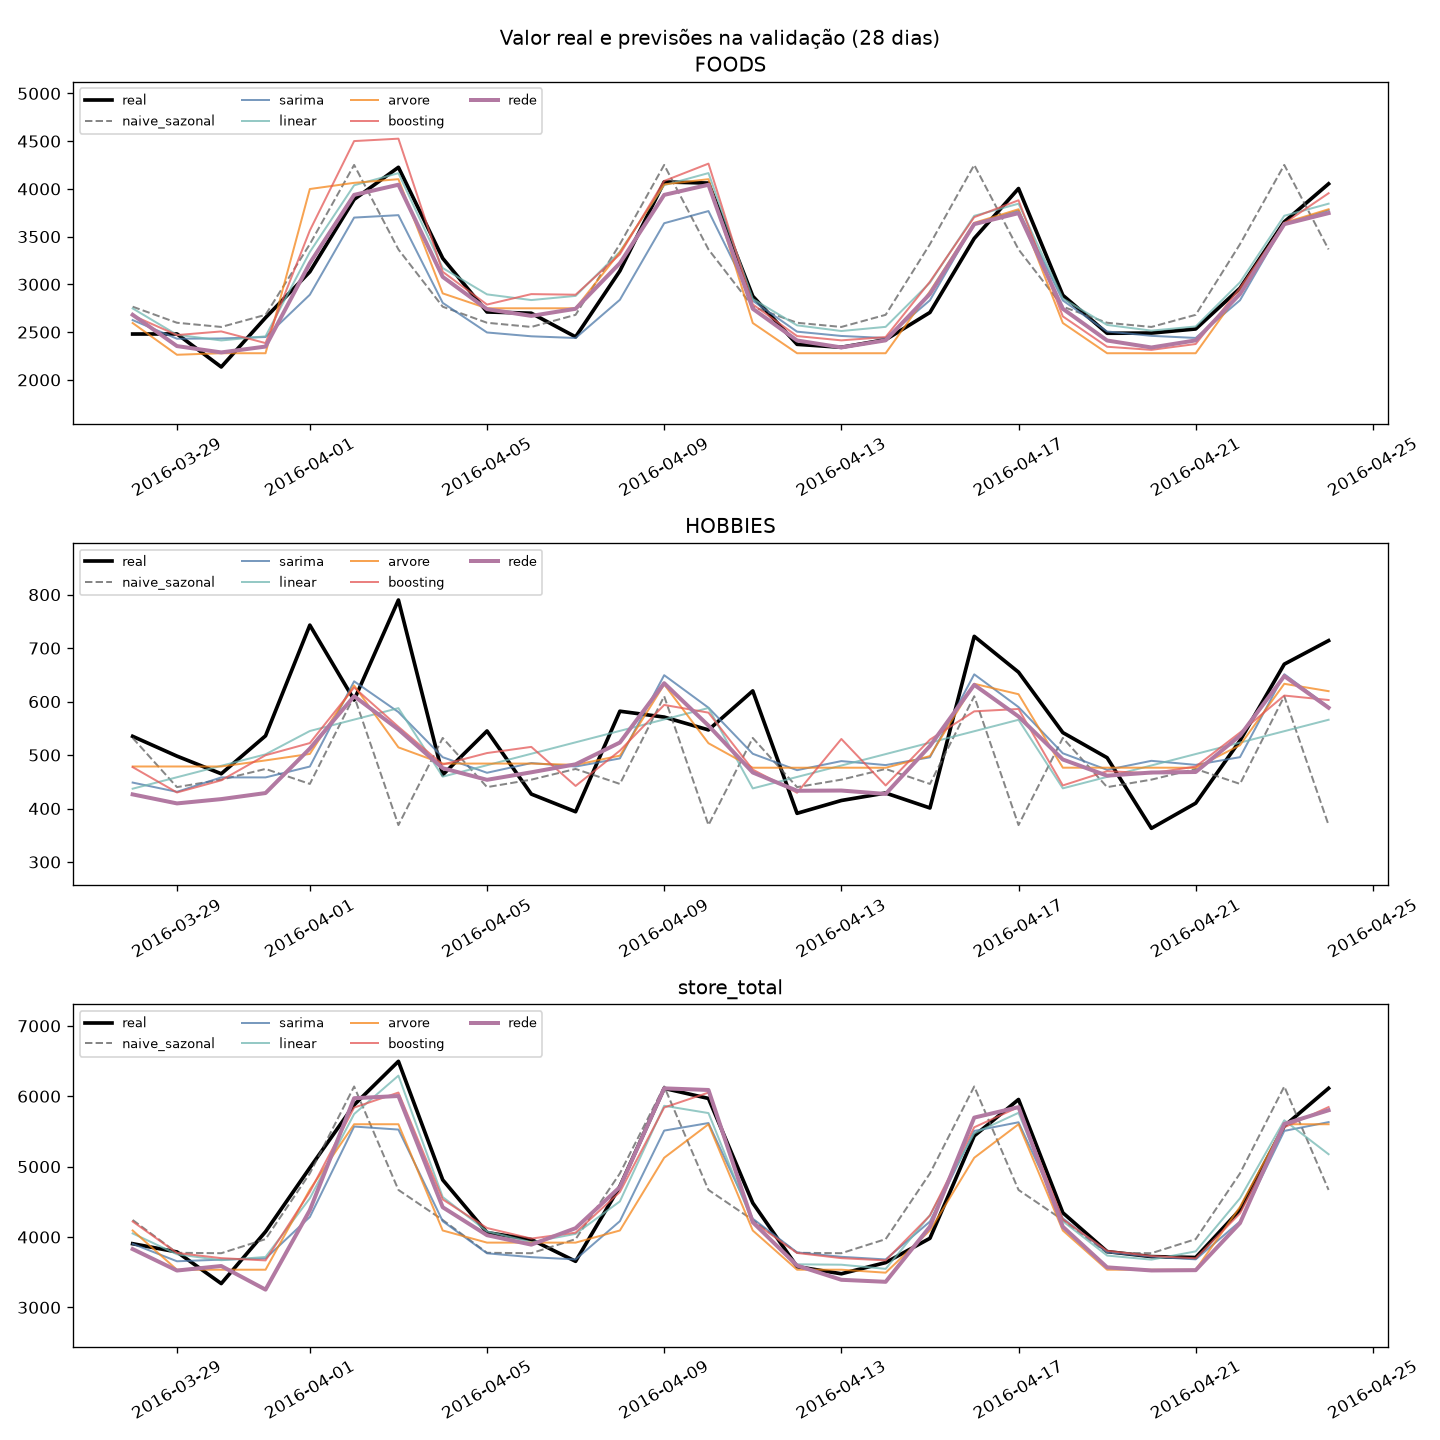 Valor real e previsões na validação (28 dias)
FOODS
real sarima arvore rede
naive_sazonal linear boosting
5000
4500
4000
3500
3000
2500
2000
2016-03-29 2016-04-01 2016-04-05 2016-04-09 2016-04-13 2016-04-17 2016-04-21 2016-04-25
HOBBIES
real sarima arvore rede
naive_sazonal linear boosting
800
700
600
500
400
300
2016-03-29 2016-04-01 2016-04-05 2016-04-09 2016-04-13 2016-04-17 2016-04-21 2016-04-25
store_total
real sarima arvore rede
naive_sazonal linear boosting
7000
6000
5000
4000
3000
2016-03-29 2016-04-01 2016-04-05 2016-04-09 2016-04-13 2016-04-17 2016-04-21 2016-04-25